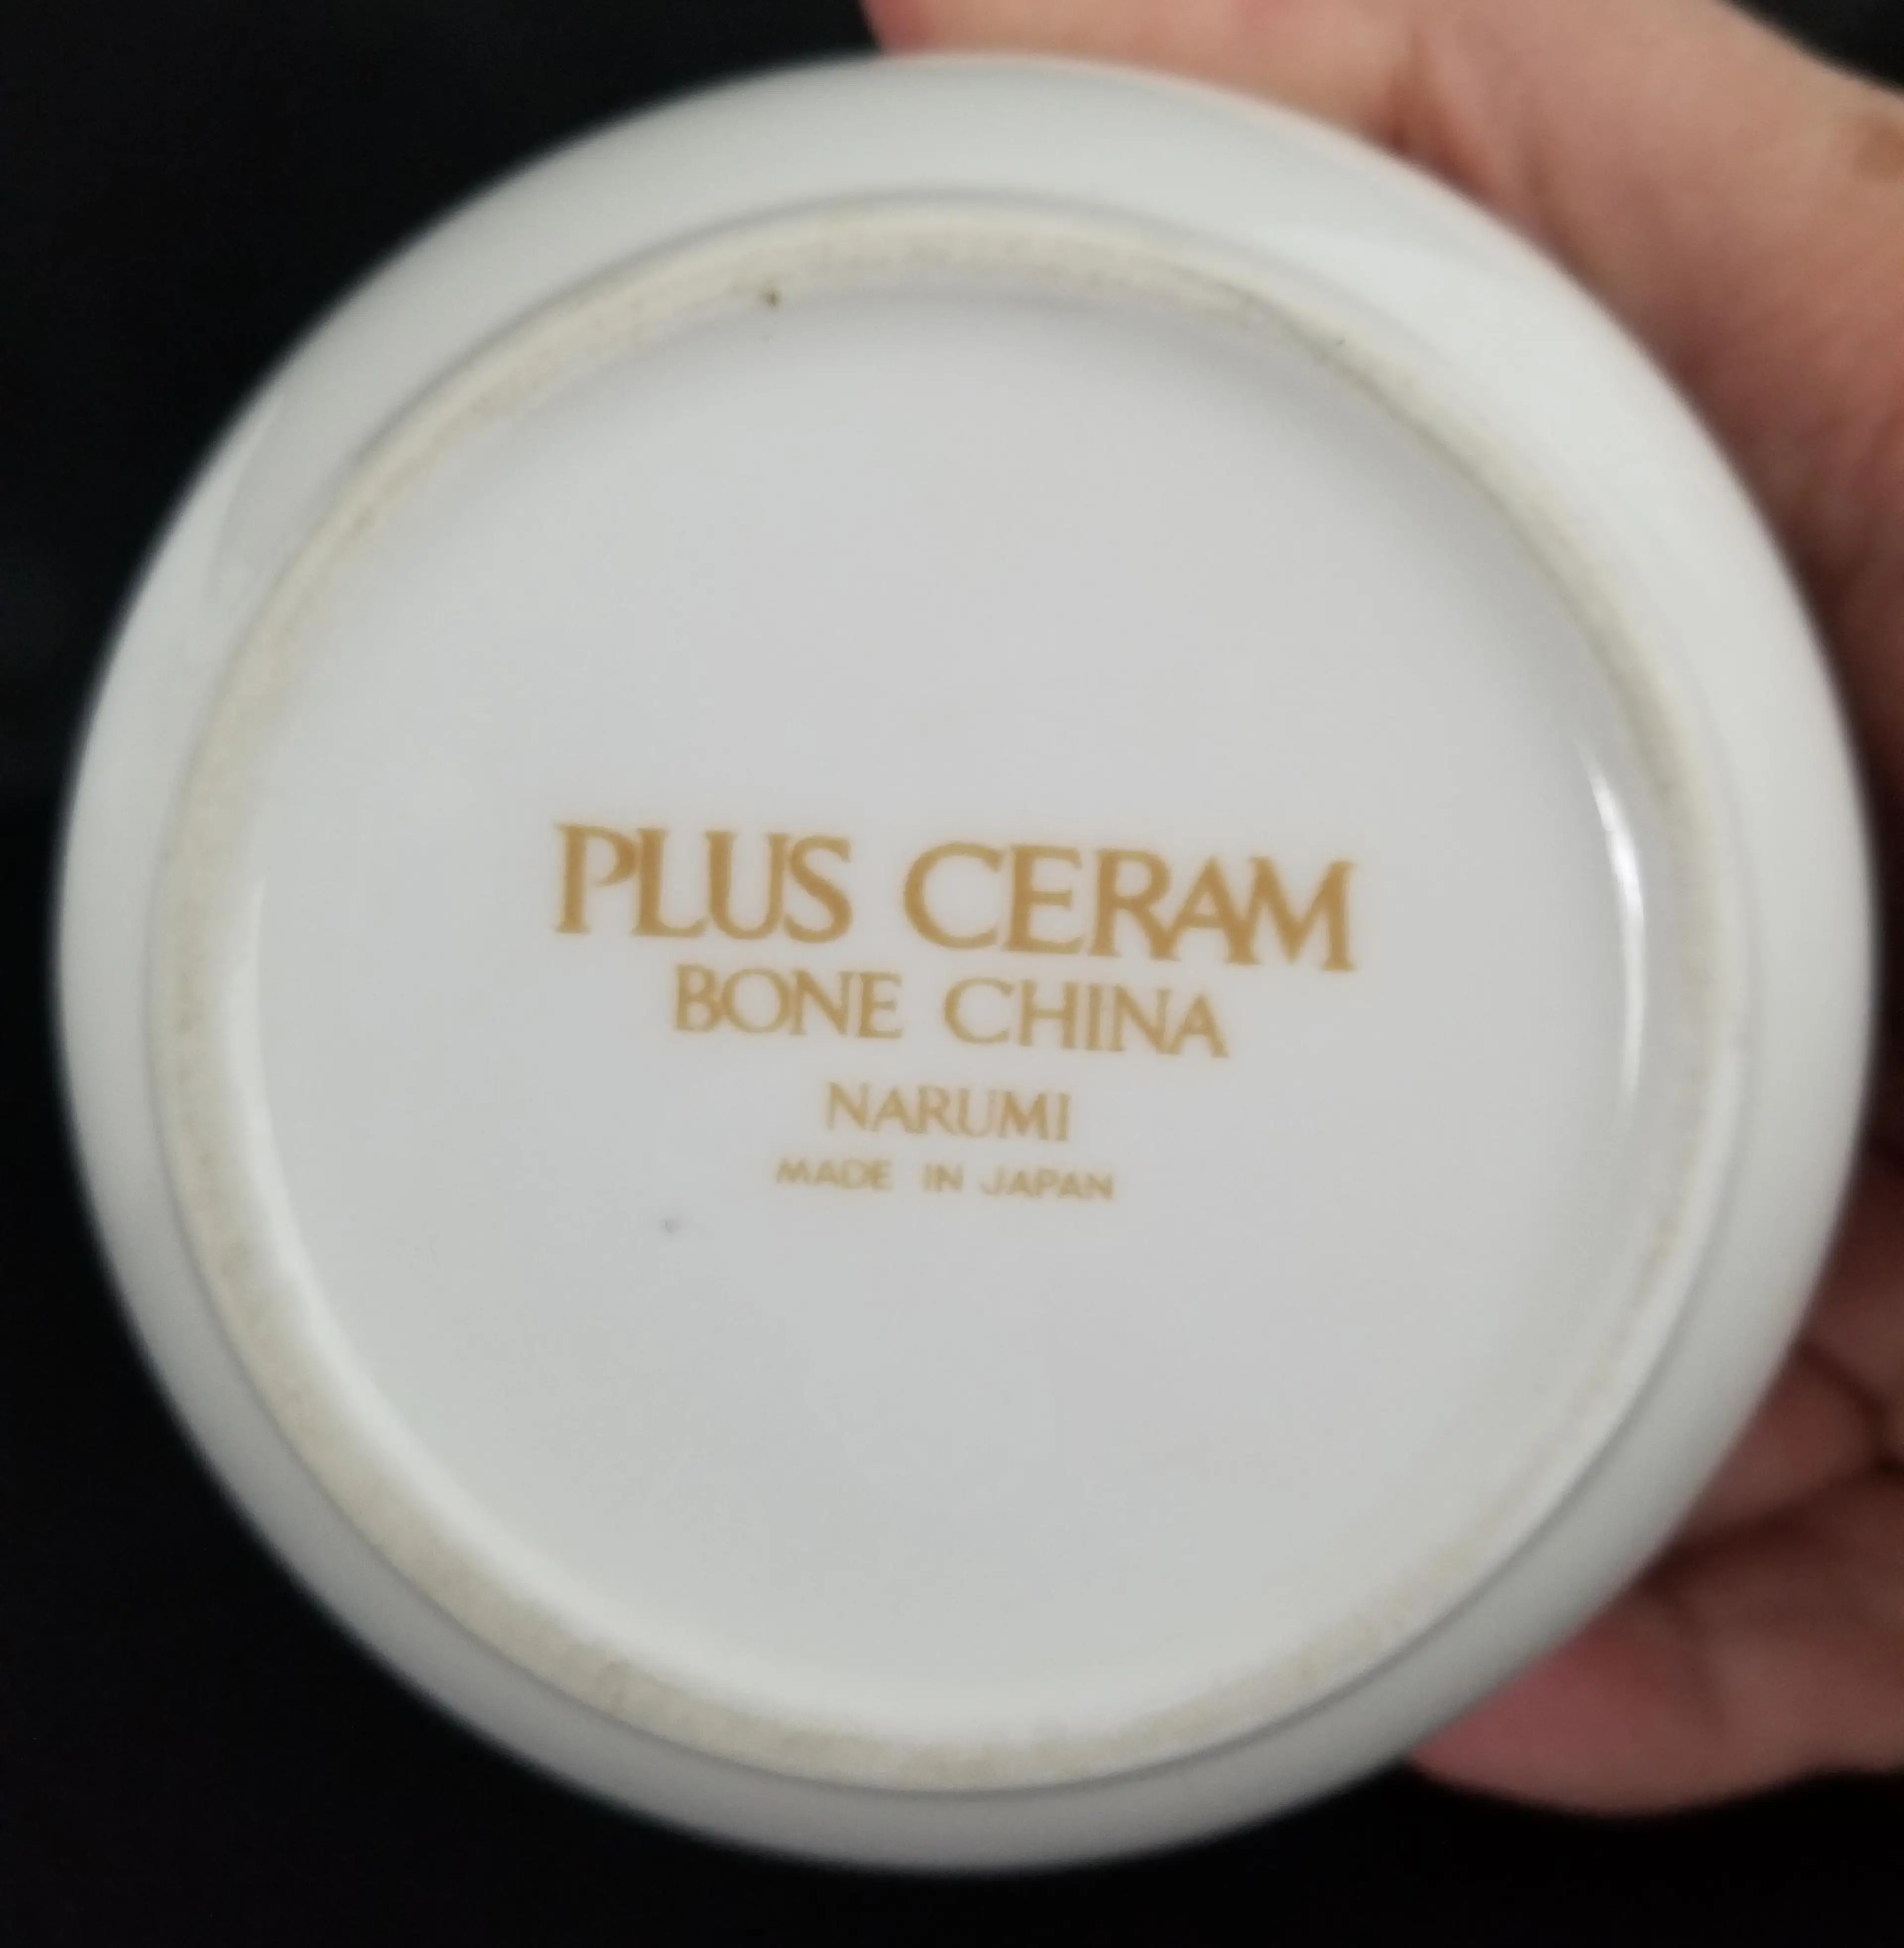 PLUS CERAM
BONE CHINA
NARUMI
MADE IN JAPAN